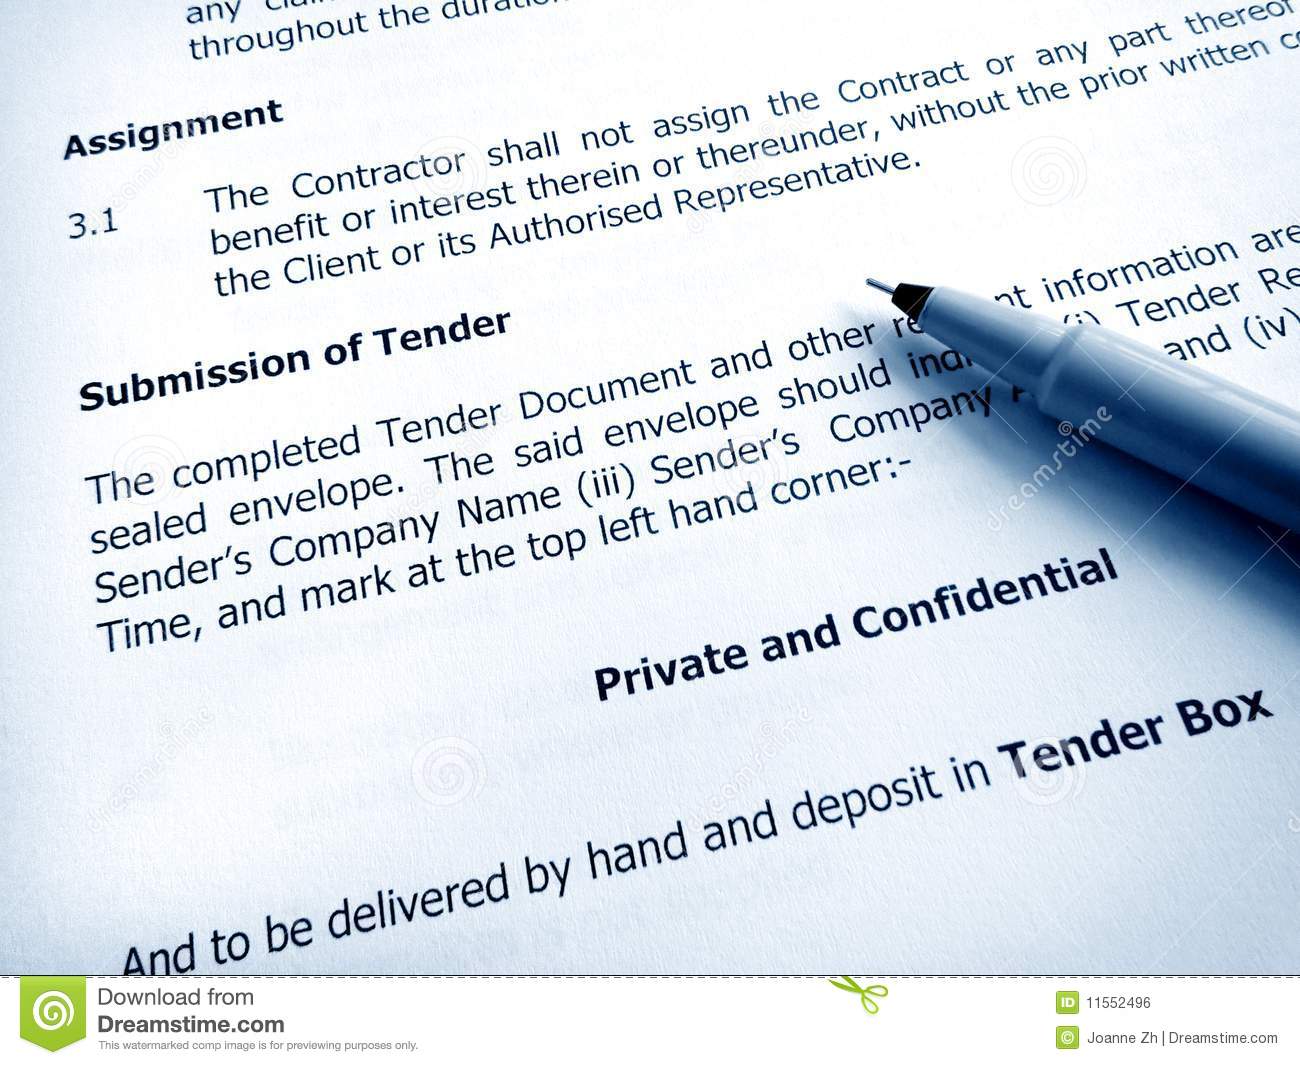 any
throughout the
Assignment
3.1 The Contractor shall not assign the Contract or any part thereof
benefit or interest therein or thereunder, without the prior written
the Client or its Authorised Representative.
Submission of Tender
The completed Tender Document and other information are
sealed envelope. The said envelope should (i) Tender
Sender's Company Name (iii) Sender's Company and (iv)
Time, and mark at the top left hand corner:-
Private and Confidential
And to be delivered by hand and deposit in Tender Box
Download from
Dreamstime.com
This watermarked comp image is for previewing purposes only.
ID 11552496
© Joanne Zh | Dreamstime.com